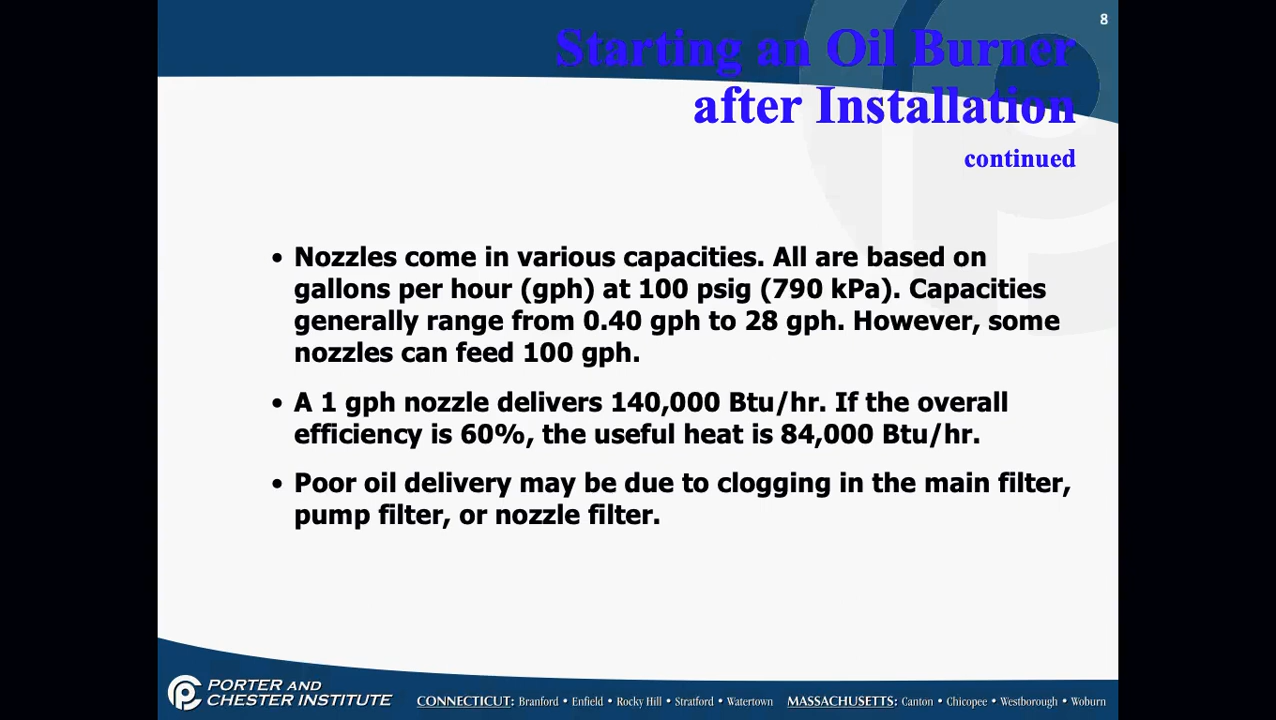 8
Starting an Oil Burner
after Installation
continued
• Nozzles come in various capacities. All are based on
gallons per hour (gph) at 100 psig (790 kPa). Capacities
generally range from 0.40 gph to 28 gph. However, some
nozzles can feed 100 gph.
• A 1 gph nozzle delivers 140,000 Btu/hr. If the overall
efficiency is 60%, the useful heat is 84,000 Btu/hr.
• Poor oil delivery may be due to clogging in the main filter,
pump filter, or nozzle filter.
PORTER AND
CHESTER INSTITUTE
CONNECTICUT: Branford • Enfield • Rocky Hill • Stratford • Watertown MASSACHUSETTS: Canton • Chicopee • Westborough • Woburn